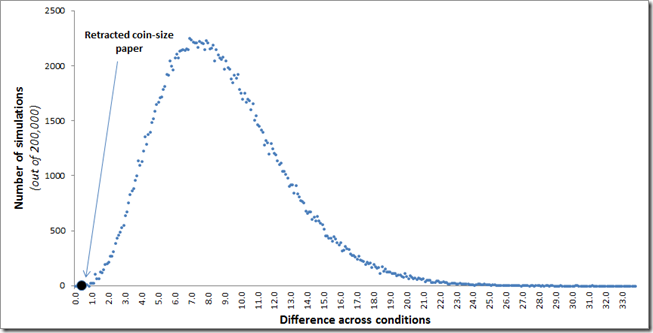 2500
2000
1500
1000
500
0
Number of simulations
(out of 200,000)
Retracted coin-size
paper
0.0 1.0 2.0 3.0 4.0 5.0 6.0 7.0 8.0 9.0 10.0 11.0 12.0 13.0 14.0 15.0 16.0 17.0 18.0 19.0 20.0 21.0 22.0 23.0 24.0 25.0 26.0 27.0 28.0 29.0 30.0 31.0 32.0 33.0
Difference across conditions